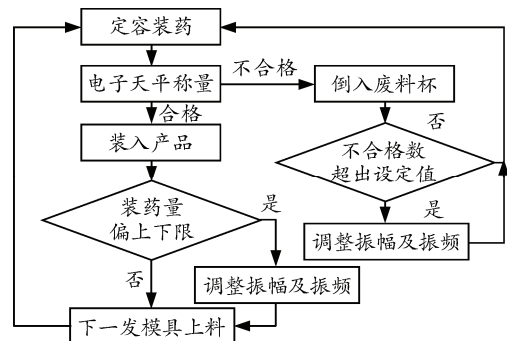 定容装药
电子天平称量
不合格
倒入废料杯
合格
装入产品
否
不合格数
超出设定值
装药量
偏上下限
是
是
调整振幅及振频
否
调整振幅及振频
下一发模具上料